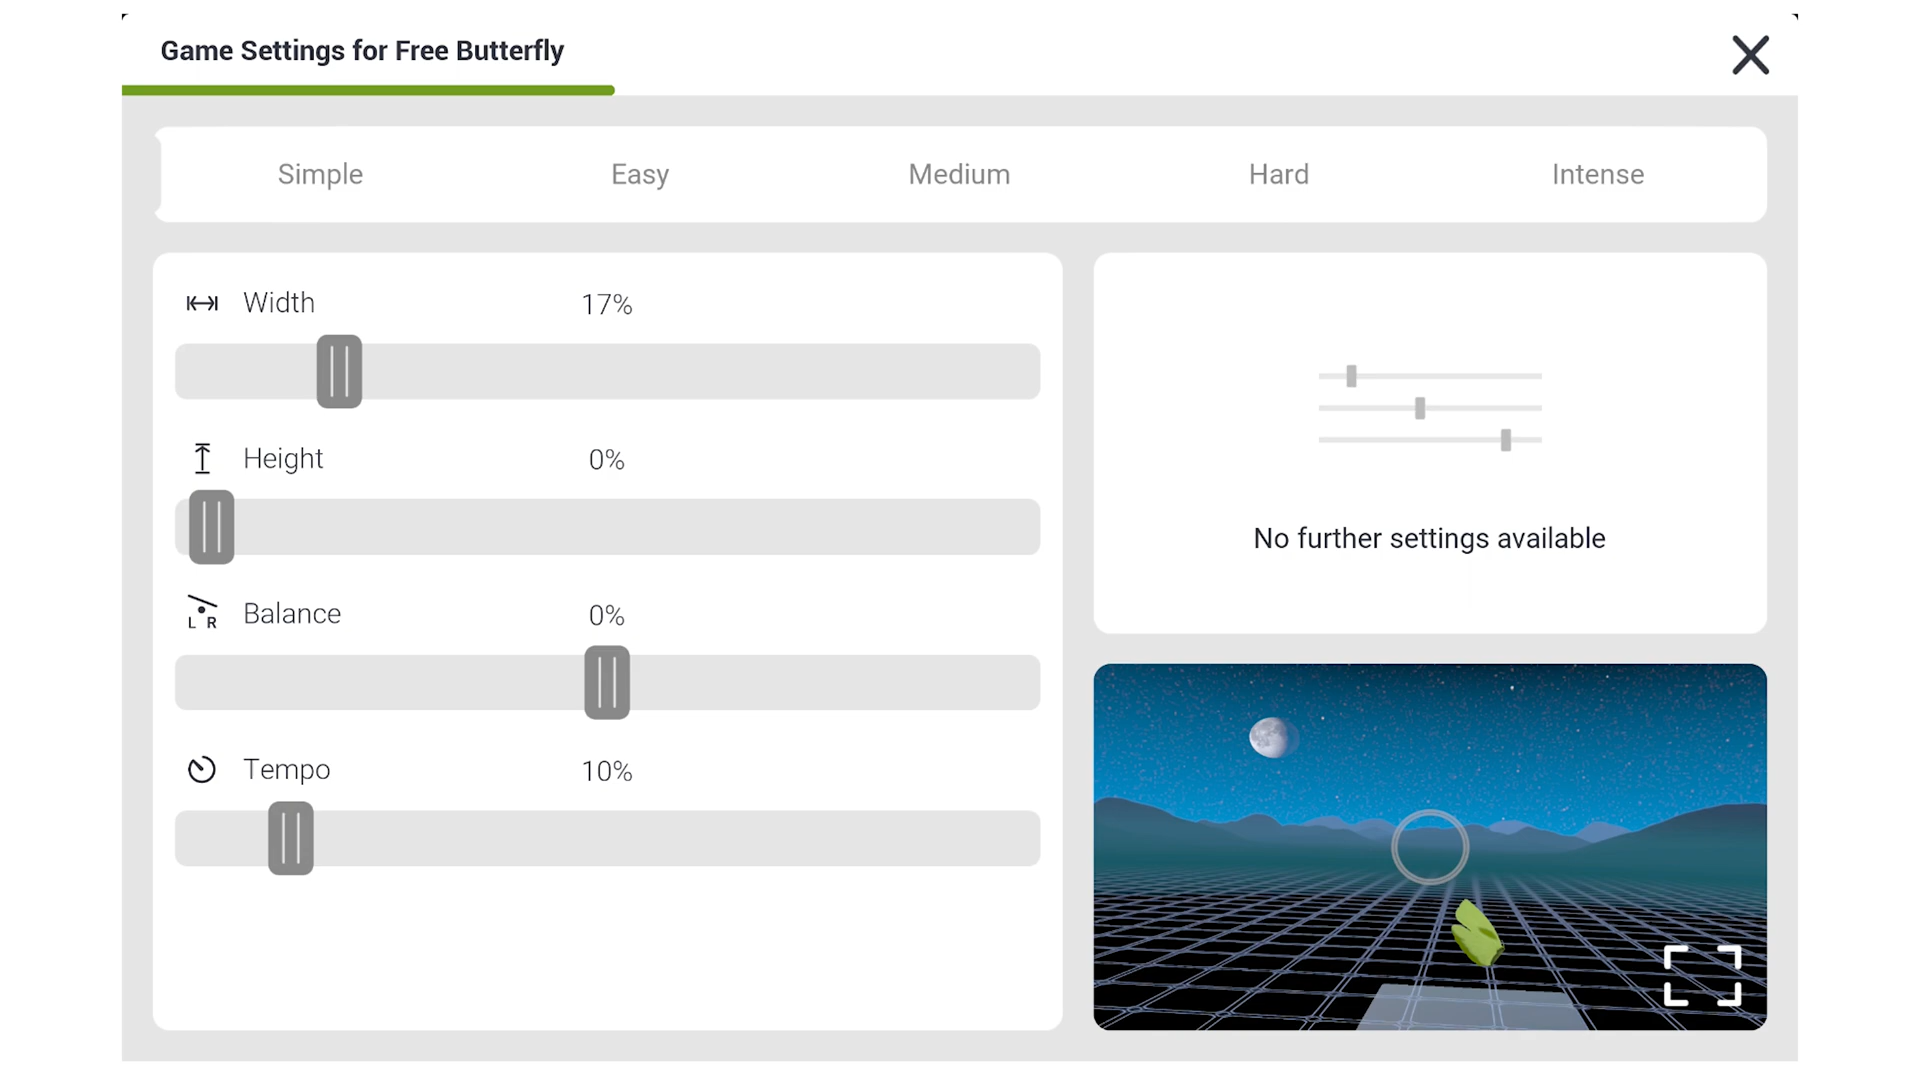 Game Settings for Free Butterfly
Simple Easy Medium Hard Intense
Width 17%
Height 0%
L R Balance 0%
Tempo 10%
No further settings available